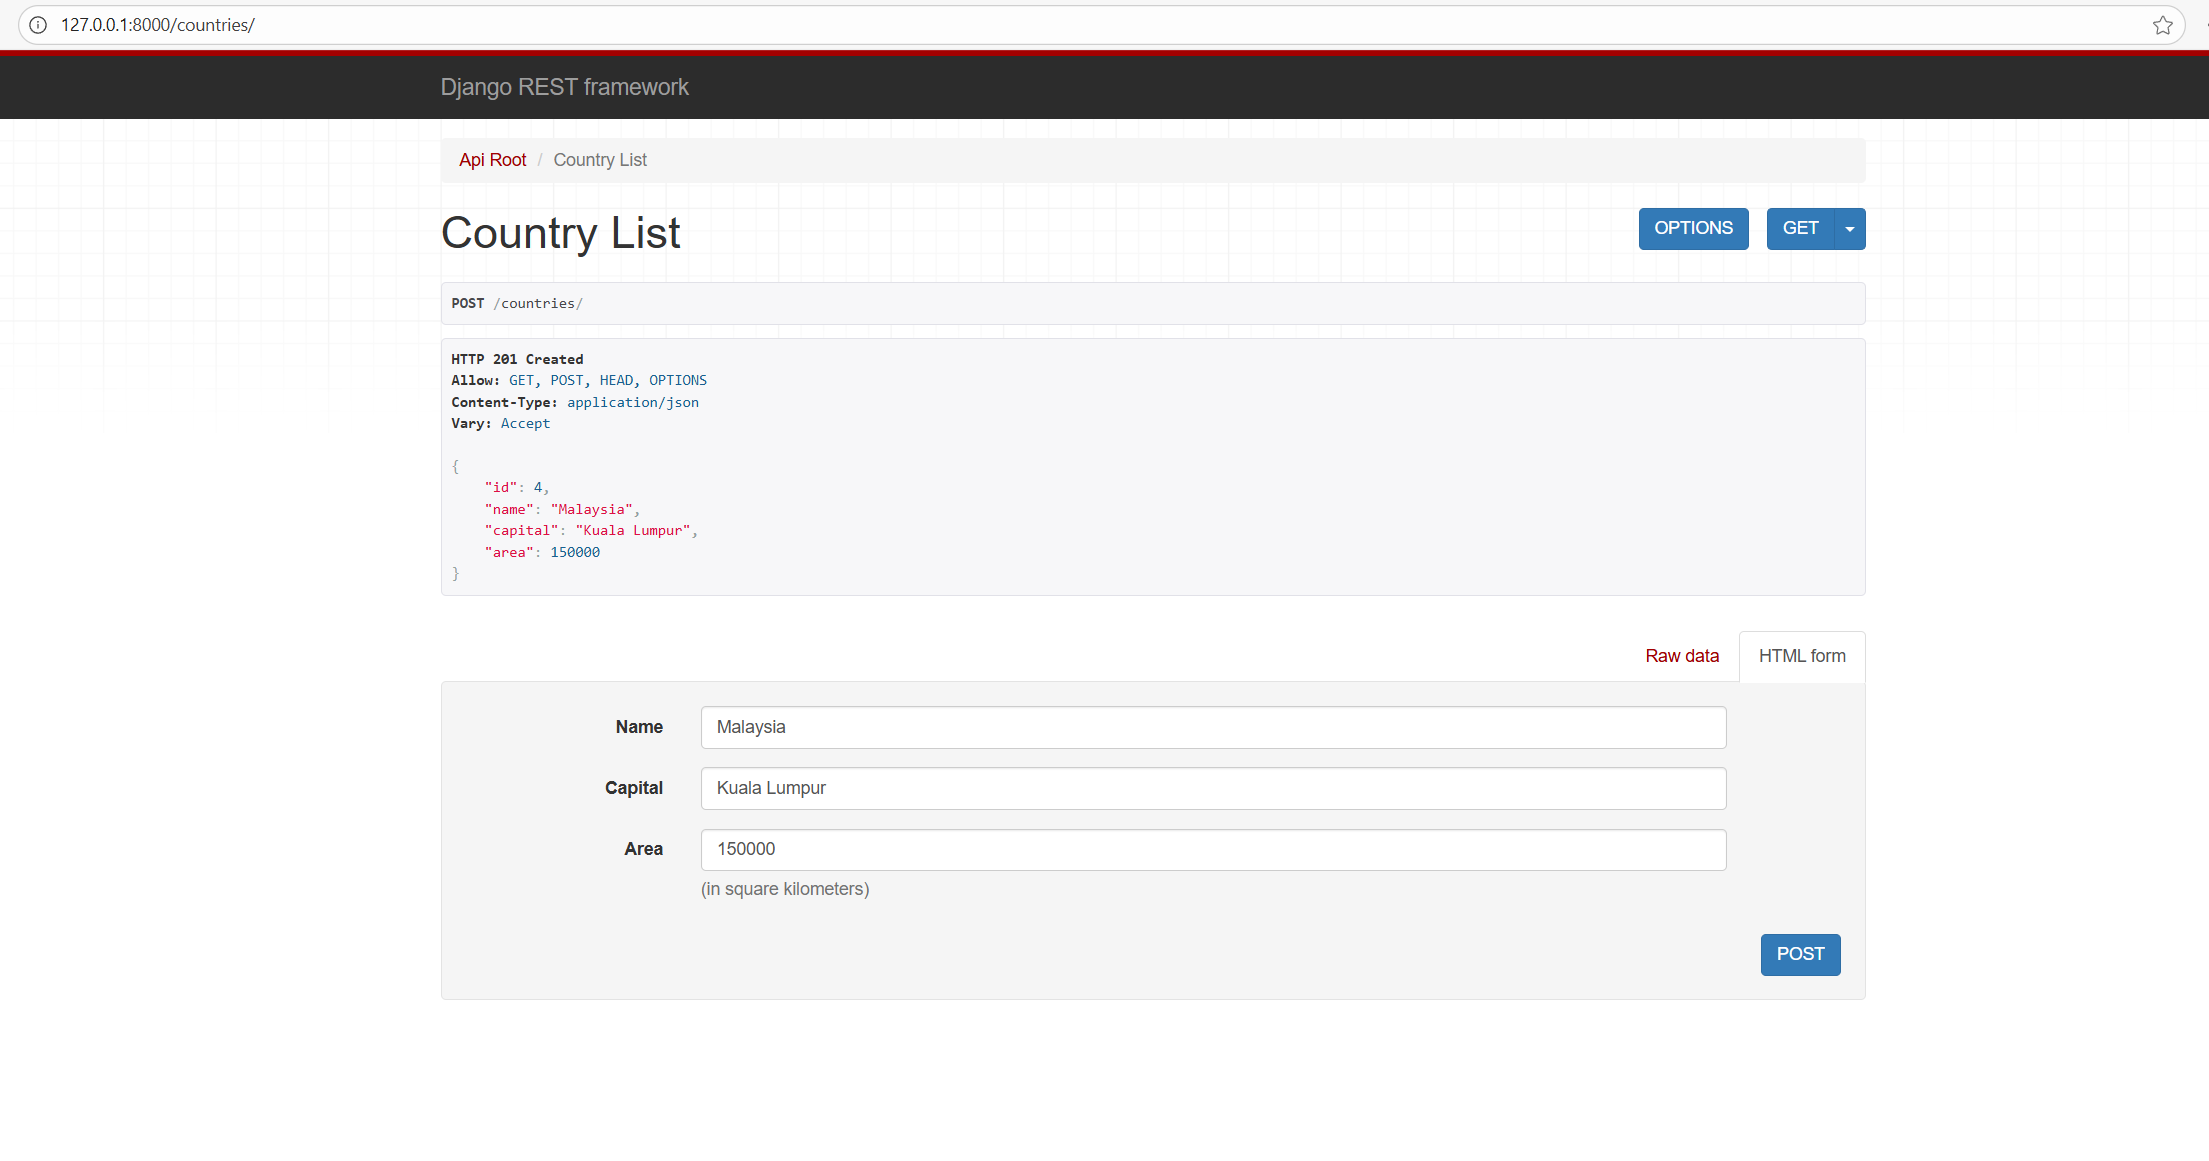 127.0.0.1:8000/countries/
Django REST framework
Api Root / Country List
Country List
OPTIONS
GET
POST /countries/
HTTP 201 Created
Allow: GET, POST, HEAD, OPTIONS
Content-Type: application/json
Vary: Accept
{
    "id": 4,
    "name": "Malaysia",
    "capital": "Kuala Lumpur",
    "area": 150000
}
Raw data
HTML form
Name
Malaysia
Capital
Kuala Lumpur
Area
150000
(in square kilometers)
POST